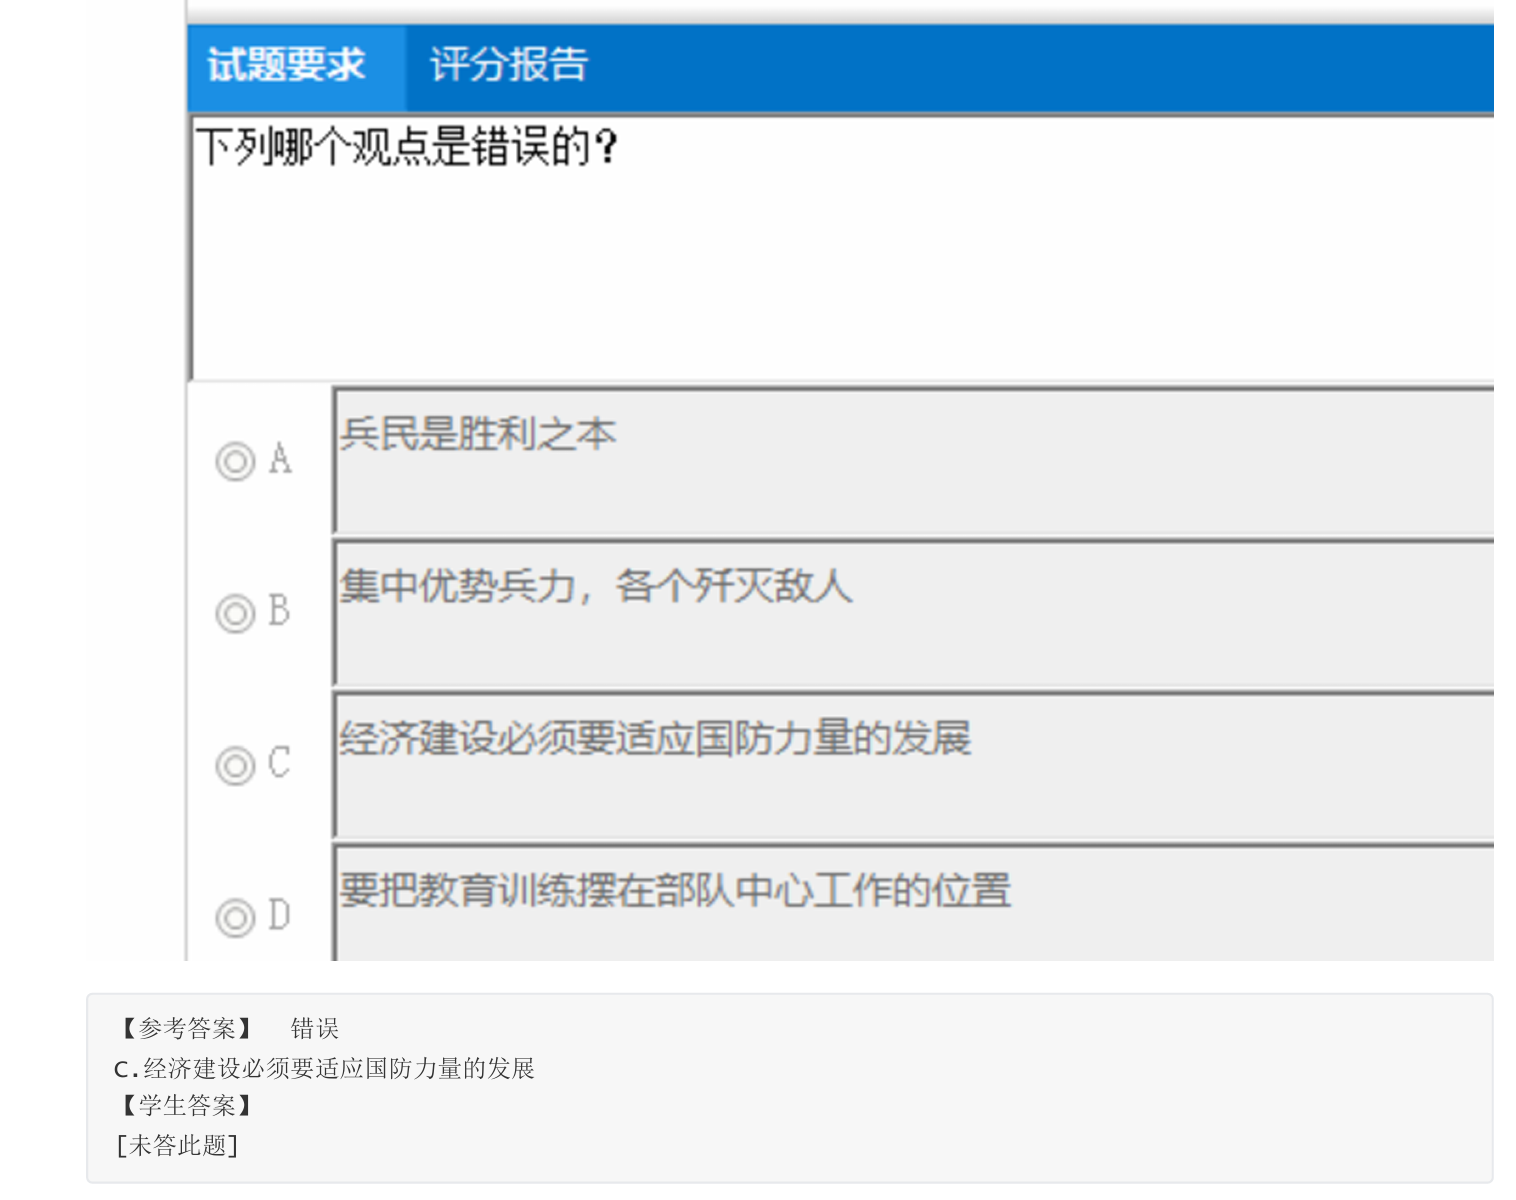 试题要求 评分报告
下列哪个观点是错误的？
A 兵民是胜利之本
B 集中优势兵力，各个歼灭敌人
C 经济建设必须要适应国防力量的发展
D 要把教育训练摆在部队中心工作的位置
【参考答案】 错误
C.经济建设必须要适应国防力量的发展
【学生答案】
[未答此题]